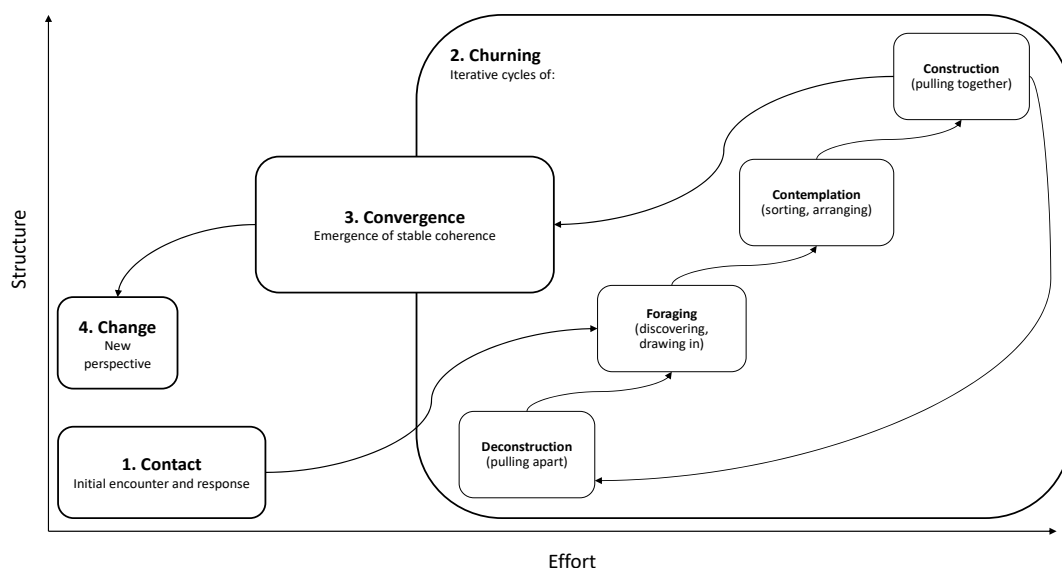 2. Churning
Iterative cycles of:
Construction
(pulling together)
Contemplation
(sorting, arranging)
3. Convergence
Emergence of stable coherence
Structure
Foraging
(discovering,
drawing in)
4. Change
New
perspective
Deconstruction
(pulling apart)
1. Contact
Initial encounter and response
Effort